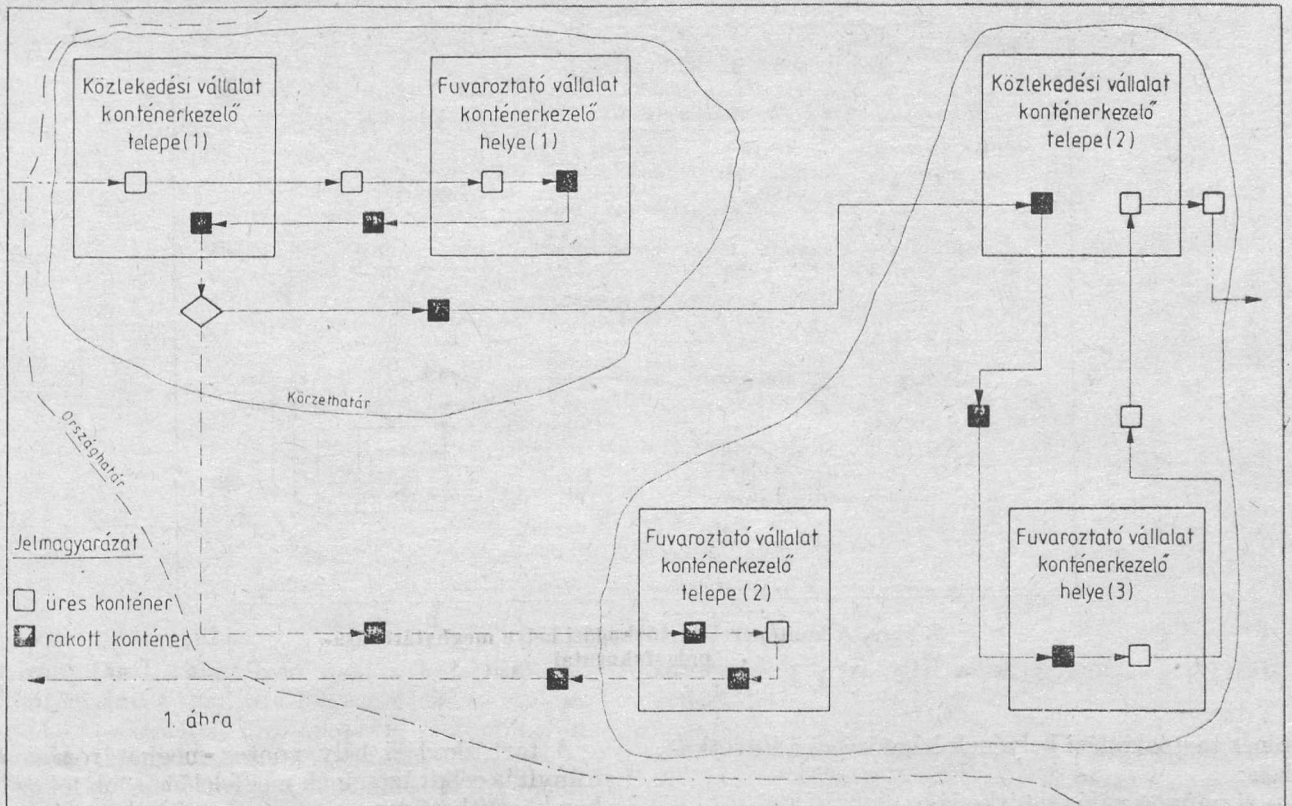 Közlekedési vállalat
konténerkezelő
telepe(1)
Fuvaroztató vállalat
konténerkezelő
helye(1)
Közlekedési vállalat
konténerkezelő
telepe(2)
Körzethatár
Országhatár
Fuvaroztató vállalat
konténerkezelő
telepe(2)
Fuvaroztató vállalat
konténerkezelő
helye(3)
Jelmagyarázat
üres konténer
rakott konténer
1. ábra